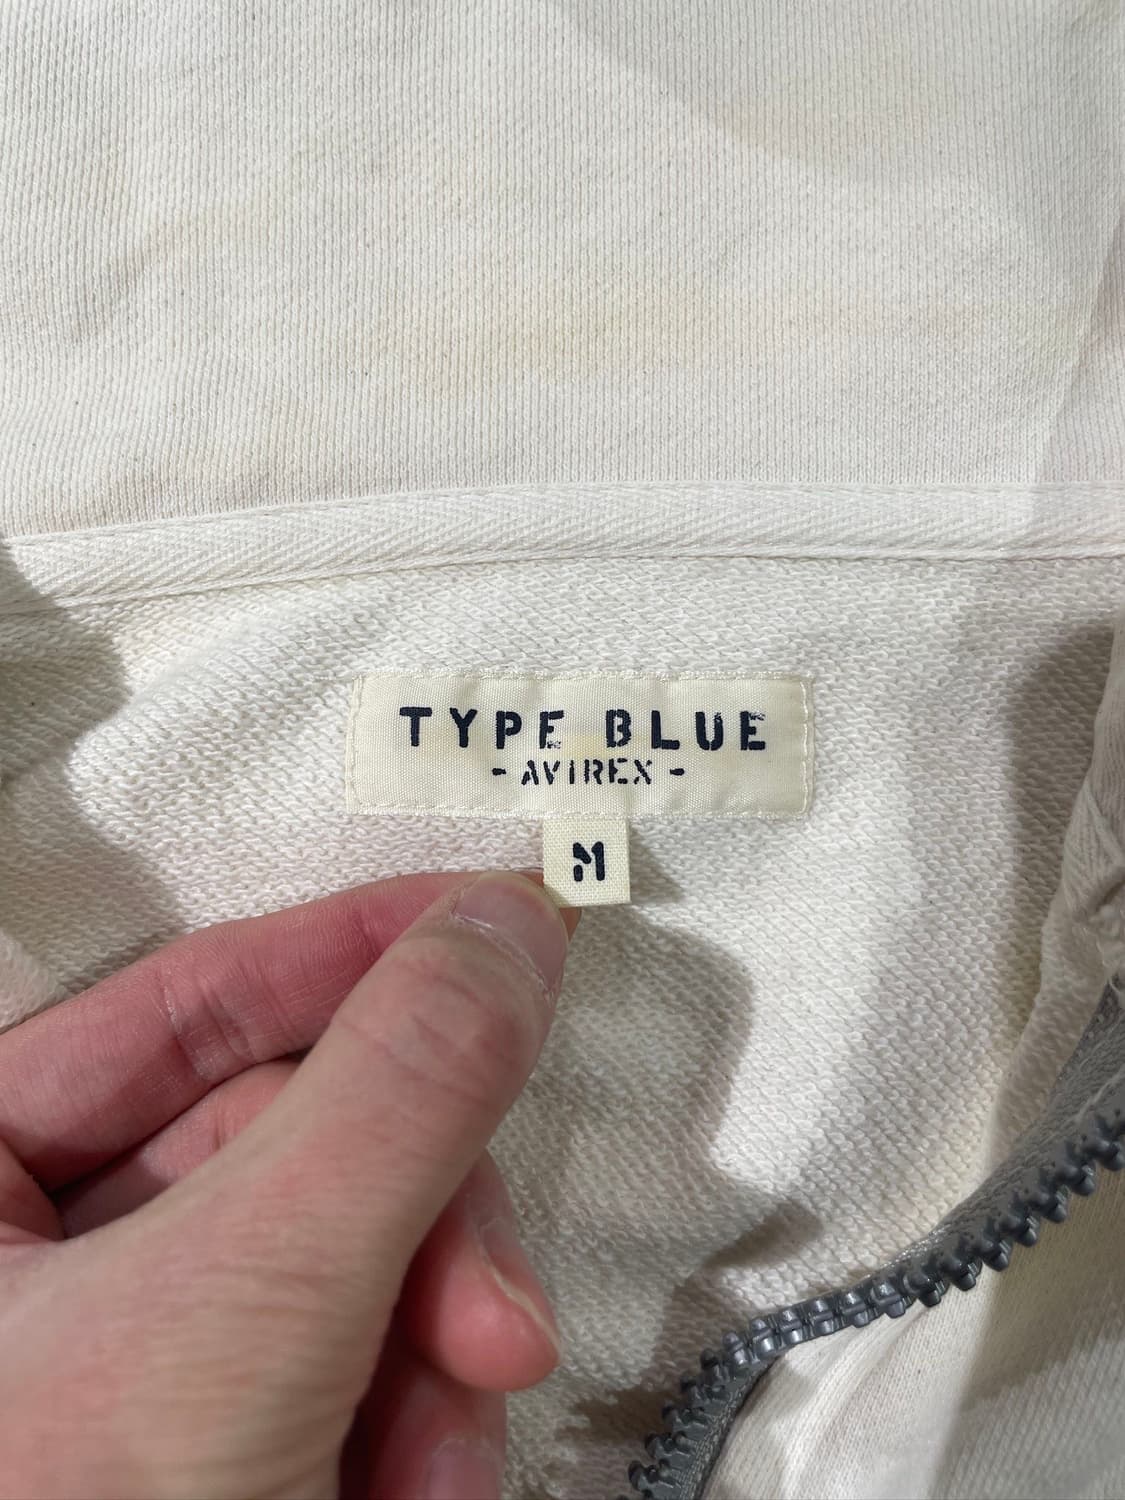 TYPE BLUE
- AVIREX -
M